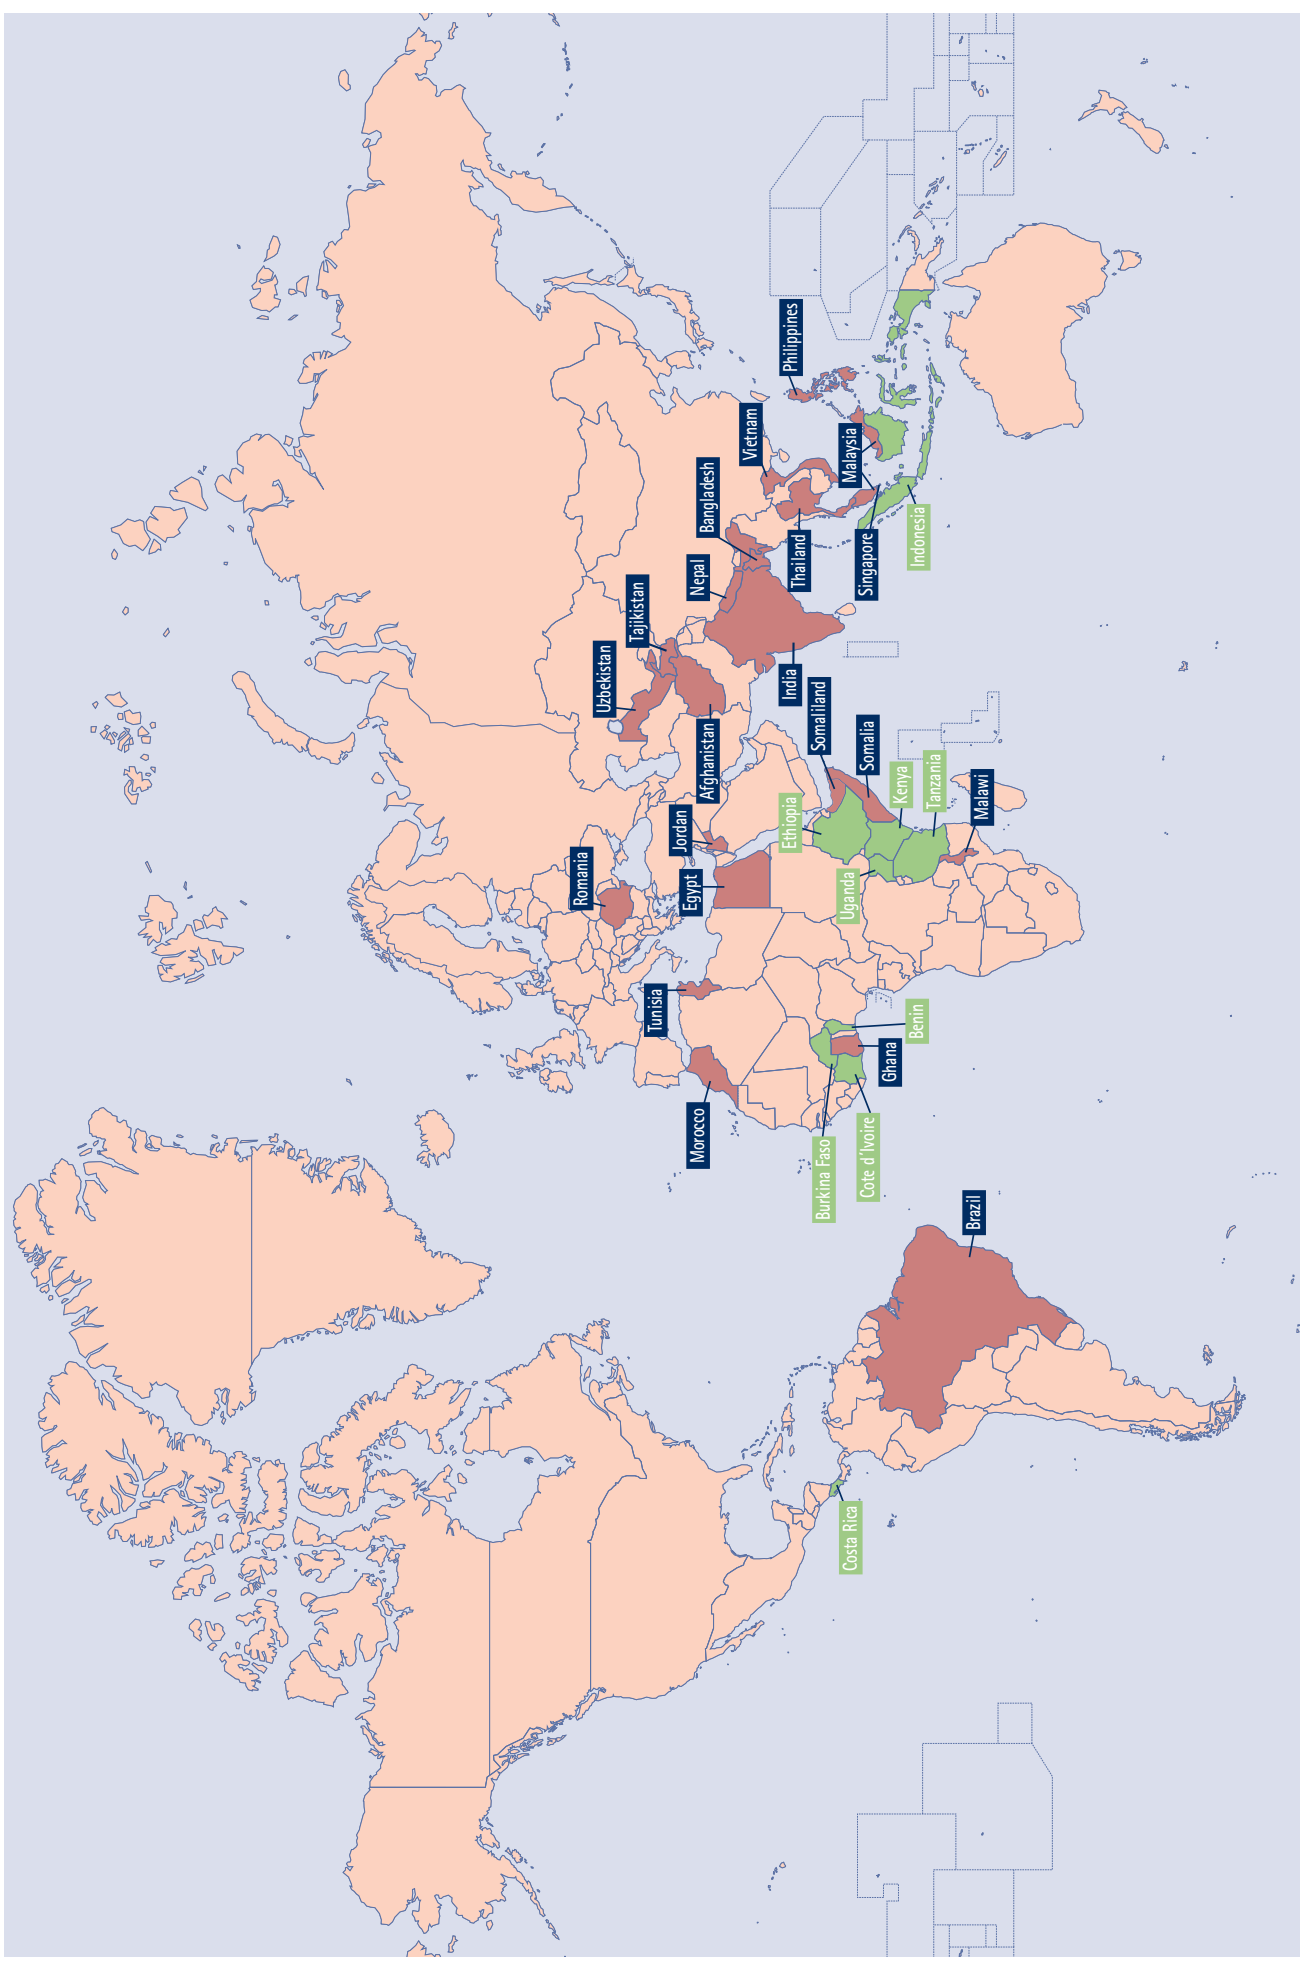 Costa Rica
Brazil
Morocco
Burkina Faso
Cote d'Ivoire
Ghana
Benin
Tunisia
Romania
Egypt
Jordan
Uganda
Ethiopia
Somaliland
Somalia
Kenya
Tanzania
Malawi
Uzbekistan
Tajikistan
Afghanistan
India
Nepal
Bangladesh
Vietnam
Thailand
Philippines
Malaysia
Singapore
Indonesia